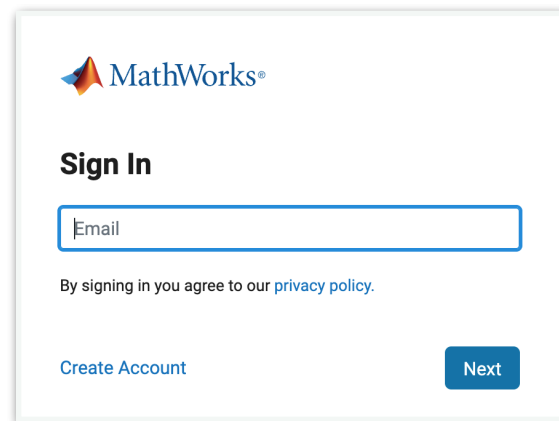 MathWorks®
Sign In
Email
By signing in you agree to our privacy policy.
Create Account
Next